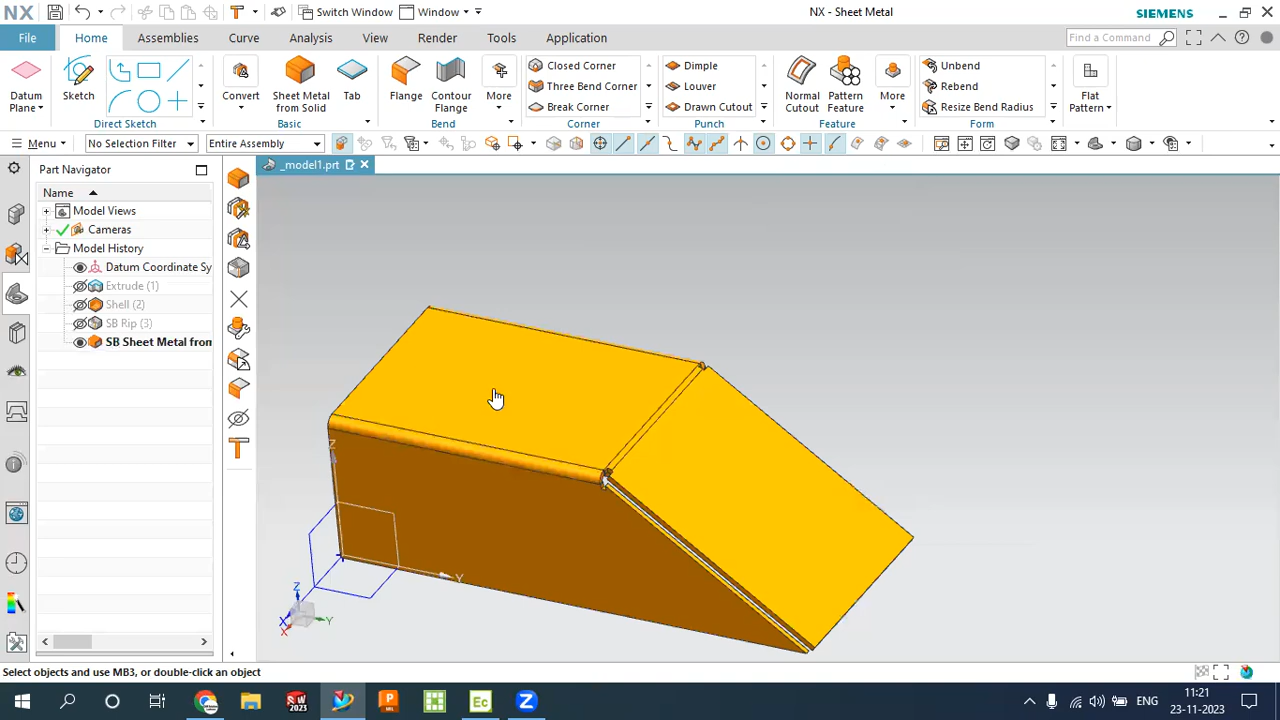 NX
Switch Window
Window
NX - Sheet Metal
SIEMENS
File
Home
Assemblies
Curve
Analysis
View
Render
Tools
Application
Find a Command
Datum Plane
Sketch
Direct Sketch
Convert
Sheet Metal from Solid
Tab
Basic
Flange
Contour Flange
More
Bend
Closed Corner
Three Bend Corner
Break Corner
Corner
Dimple
Louver
Drawn Cutout
Punch
Normal Cutout
Pattern Feature
More
Feature
Unbend
Rebend
Resize Bend Radius
Form
Flat Pattern
Menu
No Selection Filter
Entire Assembly
Part Navigator
_model1.prt
Name
Model Views
Cameras
Model History
Datum Coordinate Sy
Extrude (1)
Shell (2)
SB Rip (3)
SB Sheet Metal from
Z
Y
Z
X
X
Y
Select objects and use MB3, or double-click an object
SW
2023
P
Ec
Z
ENG
11:21
23-11-2023